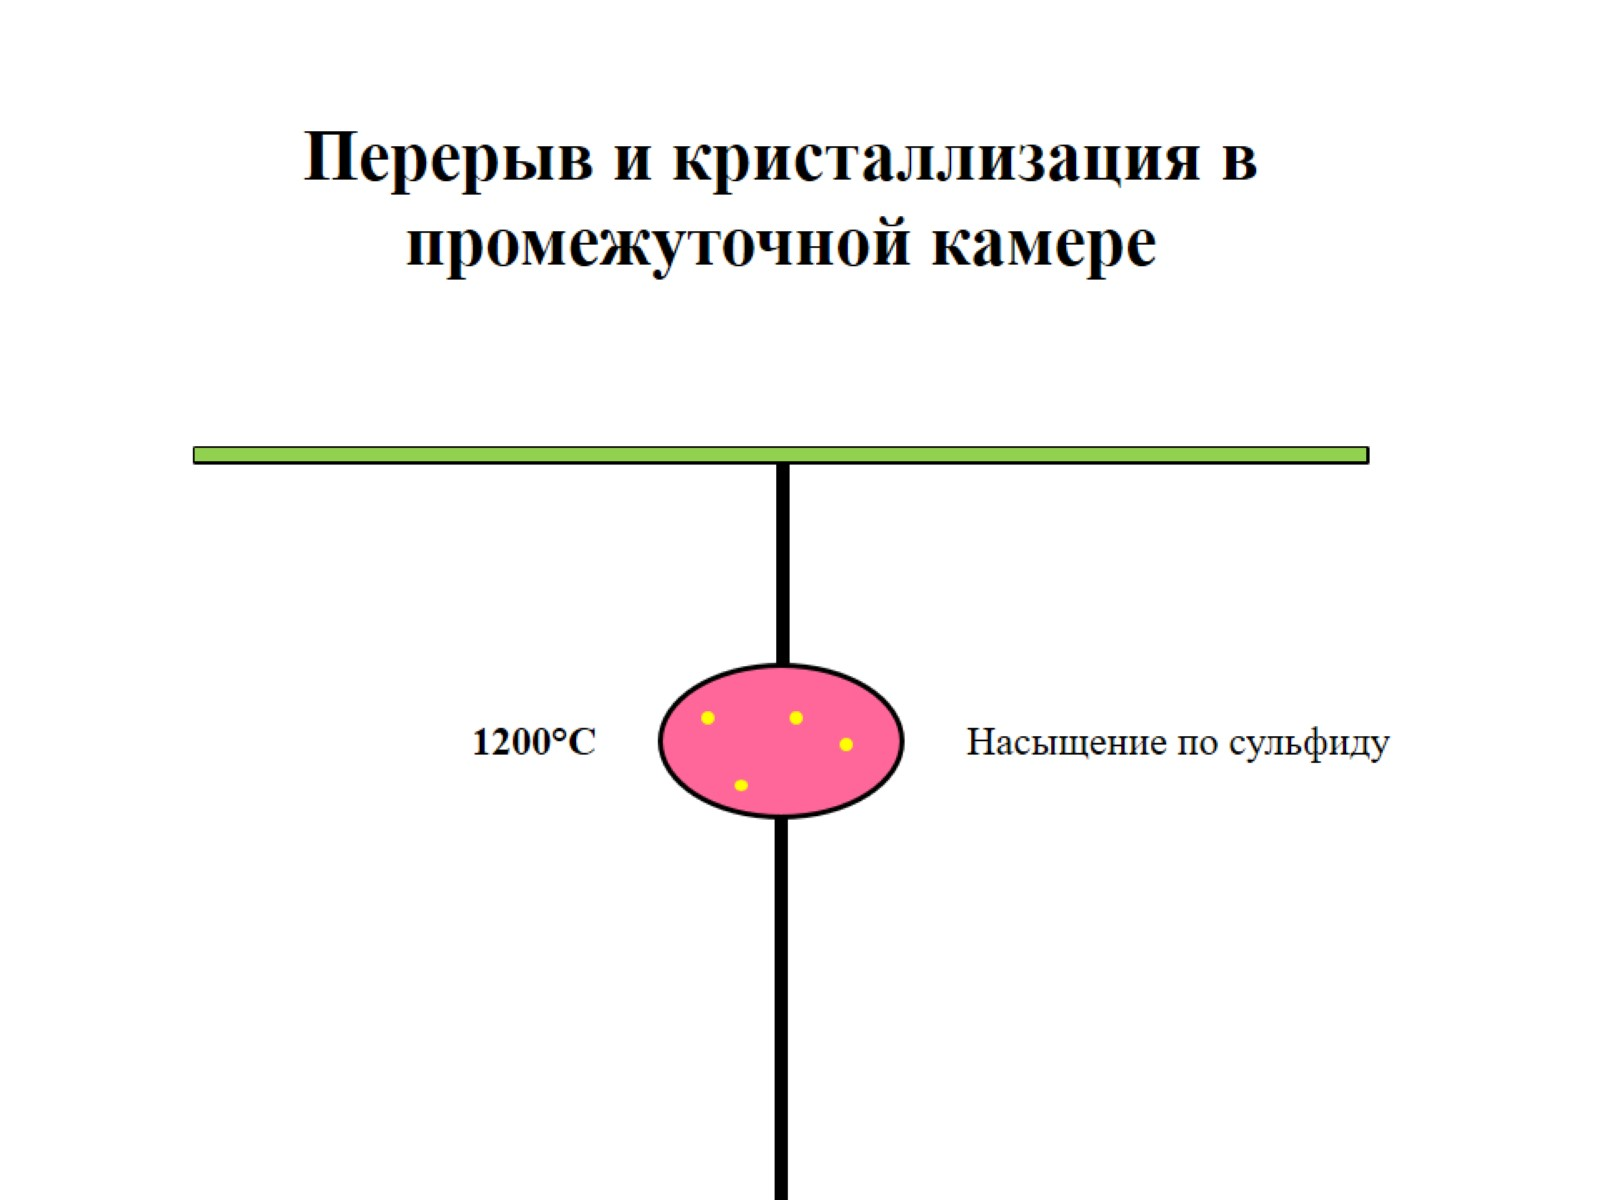 Перерыв и кристаллизация в
промежуточной камере
1200°C
Насыщение по сульфиду